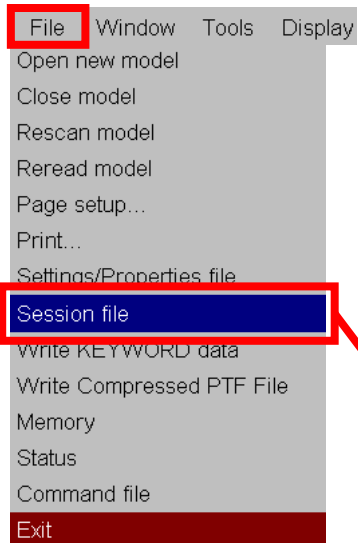 File Window Tools Display
Open new model
Close model
Rescan model
Reread model
Page setup...
Print...
Settings/Properties file
Session file
Write KEYWORD data
Write Compressed PTF File
Memory
Status
Command file
Exit